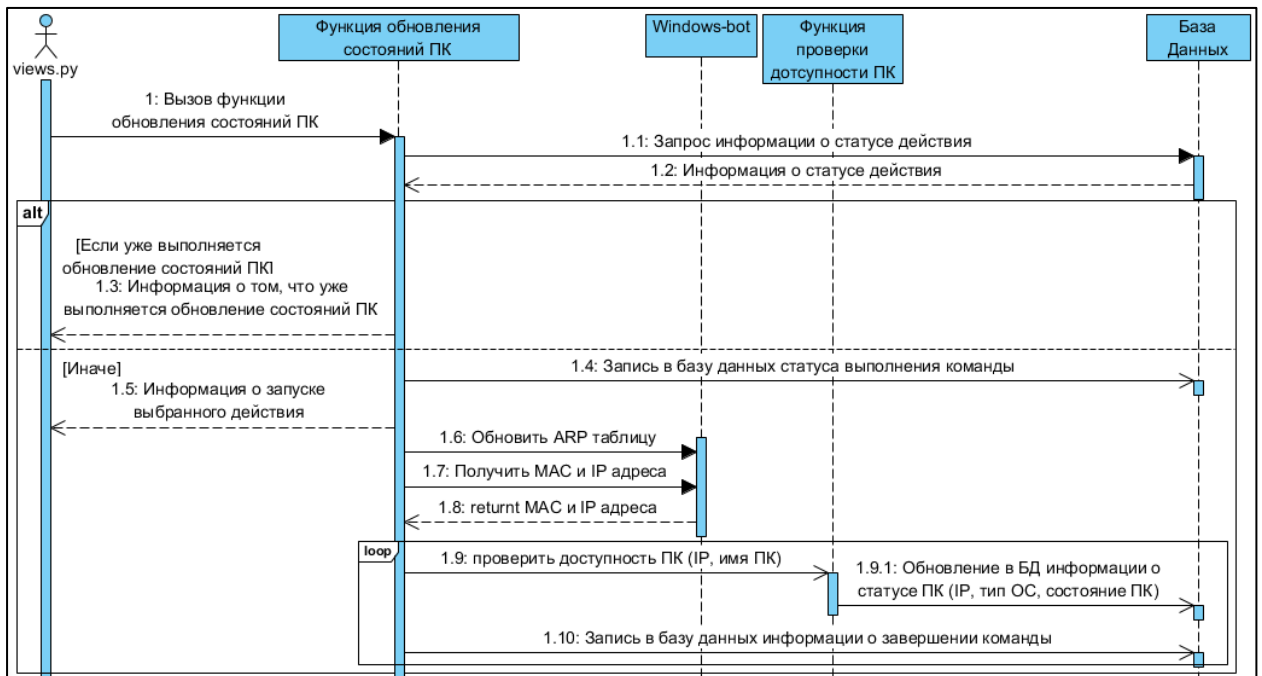 Функция обновления
состояний ПК
Windows-bot
Функция
проверки
дотсупности ПК
База
Данных
views.py
1: Вызов функции
обновления состояний ПК
1.1: Запрос информации о статусе действия
1.2: Информация о статусе действия
alt
[Если уже выполняется
обновление состояний ПК]
1.3: Информация о том, что уже
выполняется обновление состояний ПК
[Иначе]
1.4: Запись в базу данных статуса выполнения команды
1.5: Информация о запуске
выбранного действия
1.6: Обновить ARP таблицу
1.7: Получить MAC и IP адреса
1.8: returnt MAC и IP адреса
loop
1.9: проверить доступность ПК (IP, имя ПК)
1.9.1: Обновление в БД информации о
статусе ПК (IP, тип ОС, состояние ПК)
1.10: Запись в базу данных информации о завершении команды